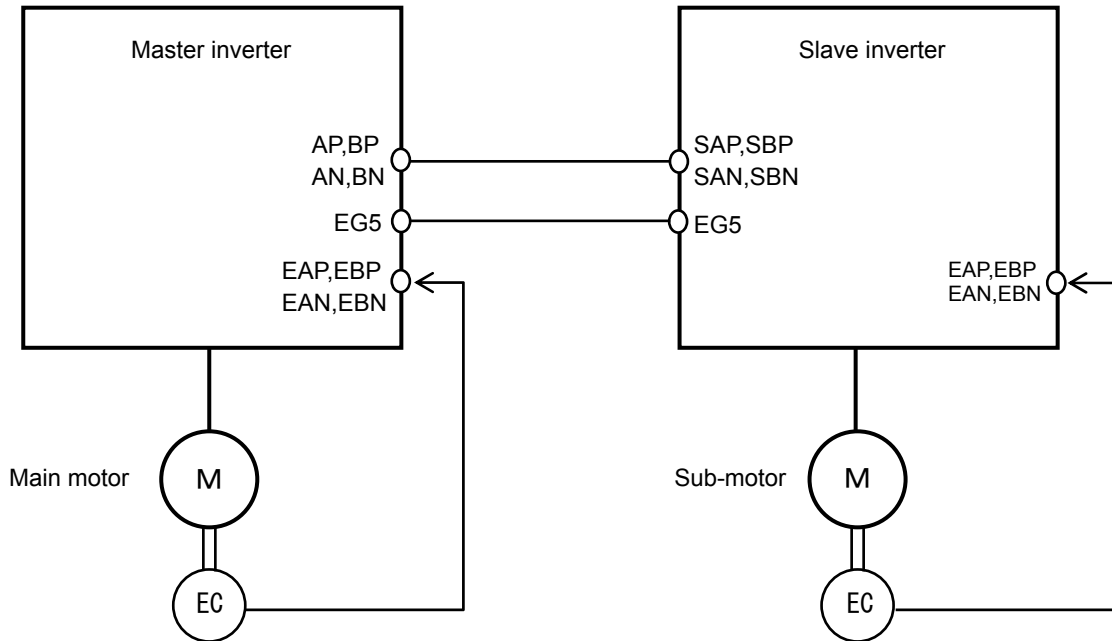 Master inverter
AP,BP
AN,BN
EG5
EAP,EBP
EAN,EBN
Main motor
M
EC
Slave inverter
SAP,SBP
SAN,SBN
EG5
EAP,EBP
EAN,EBN
Sub-motor
M
EC